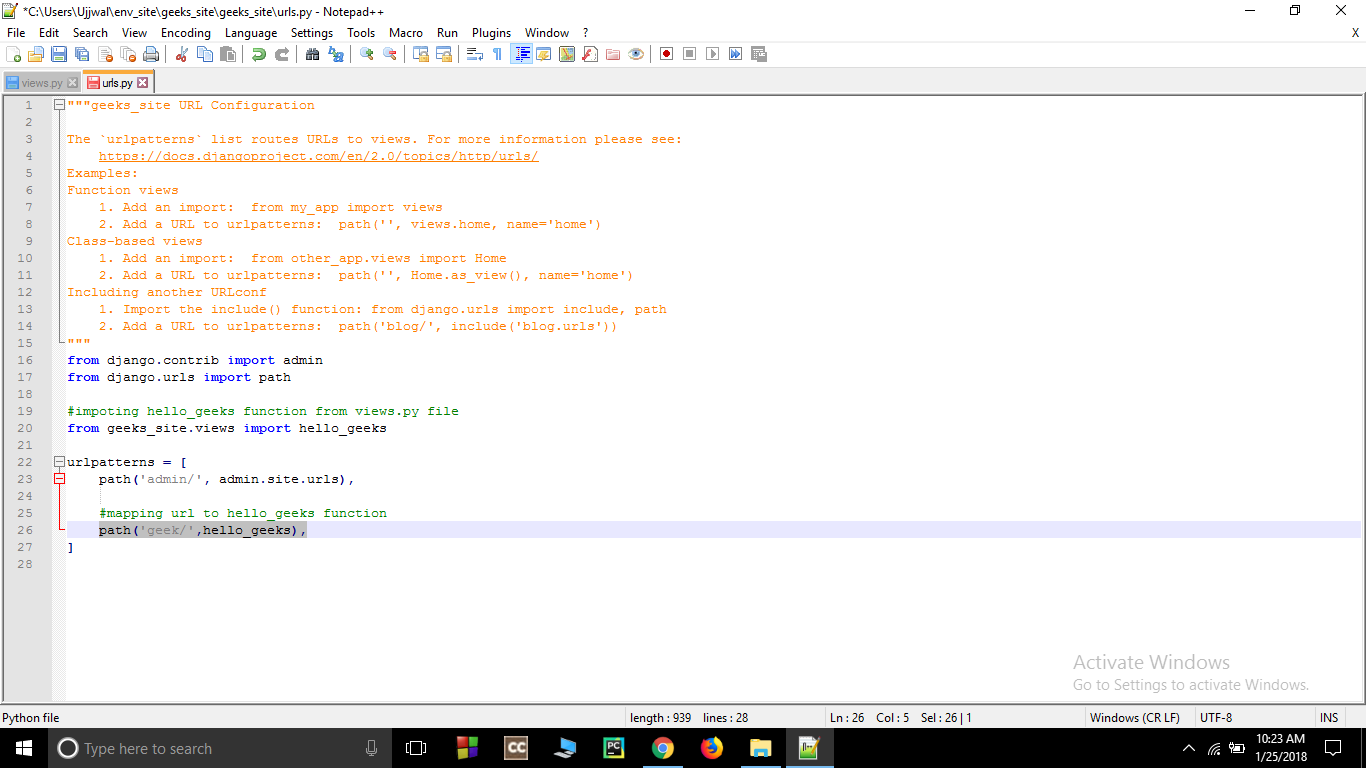 *C:\Users\Ujjwal\env_site\geeks_site\geeks_site\urls.py - Notepad++
File Edit Search View Encoding Language Settings Tools Macro Run Plugins Window ? X
views.py urls.py
1 """geeks_site URL Configuration
2
3 The `urlpatterns` list routes URLs to views. For more information please see:
4     https://docs.djangoproject.com/en/2.0/topics/http/urls/
5 Examples:
6 Function views
7     1. Add an import:  from my_app import views
8     2. Add a URL to urlpatterns:  path('', views.home, name='home')
9 Class-based views
10     1. Add an import:  from other_app.views import Home
11     2. Add a URL to urlpatterns:  path('', Home.as_view(), name='home')
12 Including another URLconf
13     1. Import the include() function: from django.urls import include, path
14     2. Add a URL to urlpatterns:  path('blog/', include('blog.urls'))
15 """
16 from django.contrib import admin
17 from django.urls import path
18
19 #impoting hello_geeks function from views.py file
20 from geeks_site.views import hello_geeks
21
22 urlpatterns = [
23     path('admin/', admin.site.urls),
24
25     #mapping url to hello_geeks function
26     path('geek/',hello_geeks),
27 ]
28
Activate Windows
Go to Settings to activate Windows.
Python file length : 939 lines : 28 Ln : 26 Col : 5 Sel : 26 | 1 Windows (CR LF) UTF-8 INS
Type here to search CC PC 10:23 AM
1/25/2018